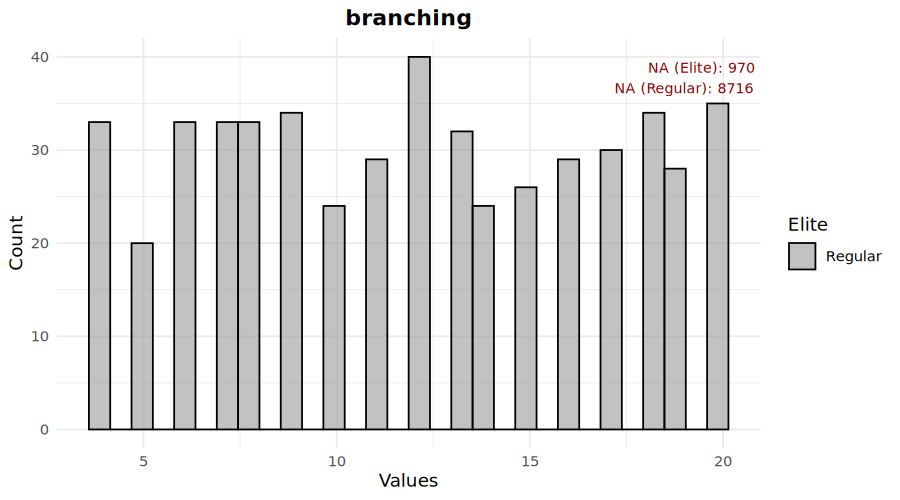 branching
NA (Elite): 970
NA (Regular): 8716
40
30
20
10
0
Count
5
10
15
20
Values
Elite
Regular